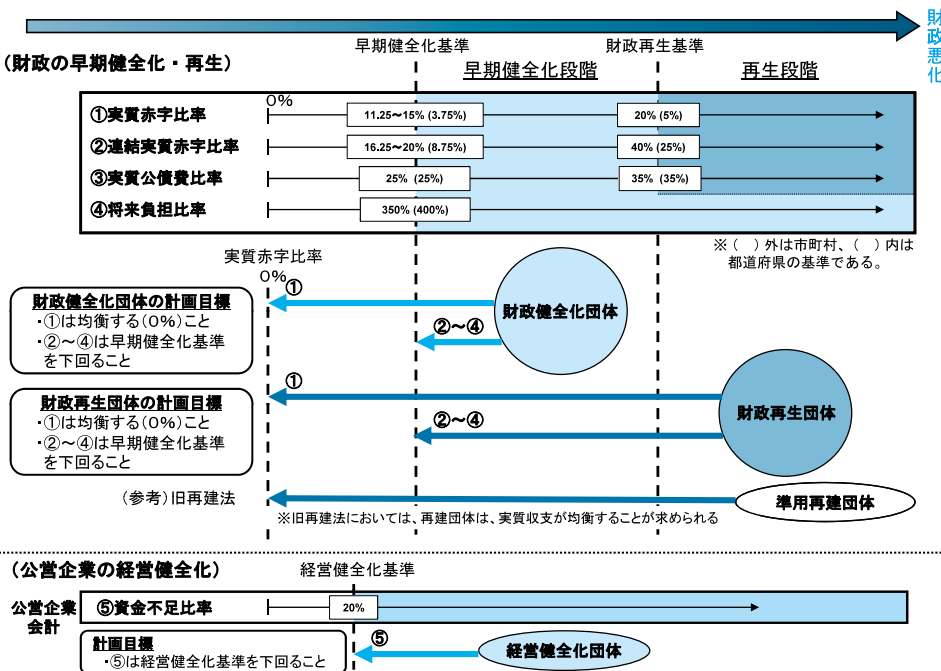 財政悪化
早期健全化基準
財政再生基準
(財政の早期健全化・再生)
早期健全化段階
再生段階
0%
①実質赤字比率
11.25~15% (3.75%)
20% (5%)
②連結実質赤字比率
16.25~20% (8.75%)
40% (25%)
③実質公債費比率
25% (25%)
35% (35%)
④将来負担比率
350% (400%)
※( )外は市町村、( )内は
都道府県の基準である。
実質赤字比率
0%
財政健全化団体の計画目標
・①は均衡する(0%)こと
・②~④は早期健全化基準
を下回ること
①
②~④
財政健全化団体
財政再生団体の計画目標
・①は均衡する(0%)こと
・②~④は早期健全化基準
を下回ること
①
②~④
財政再生団体
(参考)旧再建法
準用再建団体
※旧再建法においては、再建団体は、実質収支が均衡することが求められる
(公営企業の経営健全化)
経営健全化基準
公営企業
会計
⑤資金不足比率
20%
計画目標
・⑤は経営健全化基準を下回ること
⑤
経営健全化団体